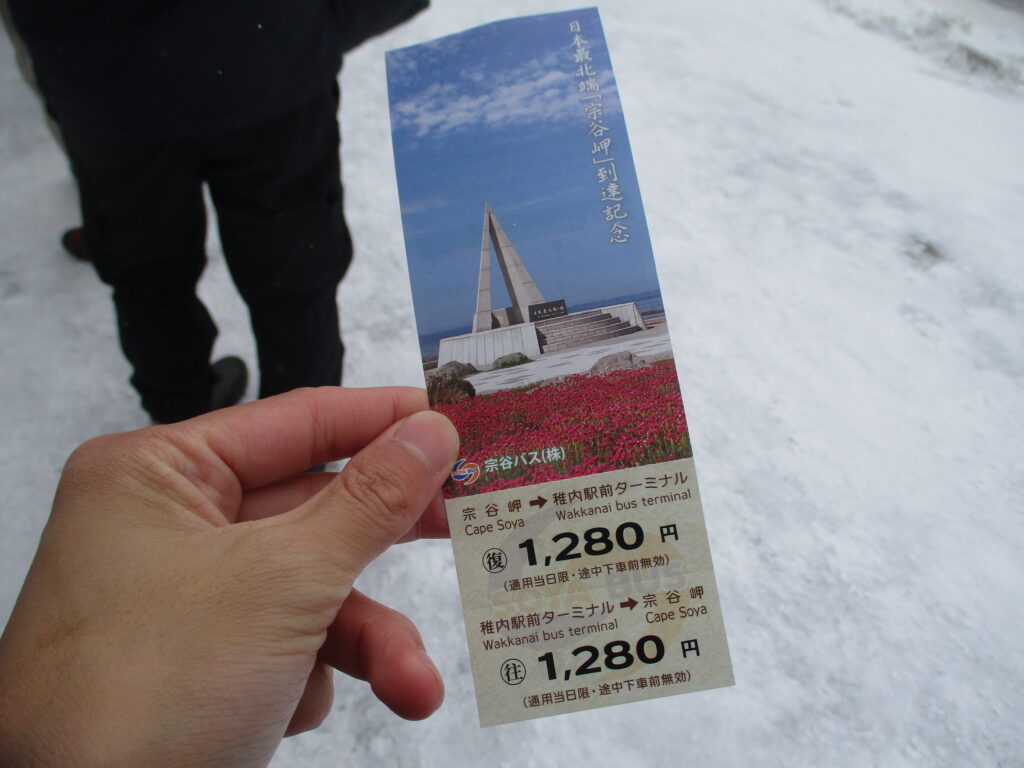 日本最北端「宗谷岬」到達記念
宗谷バス(株)
宗谷岬 ➡ 稚内駅前ターミナル
Cape Soya Wakkanai bus terminal
復 1,280 円
(通用当日限・途中下車前無効)
稚内駅前ターミナル ➡ 宗谷岬
Wakkanai bus terminal Cape Soya
往 1,280 円
(通用当日限・途中下車前無効)